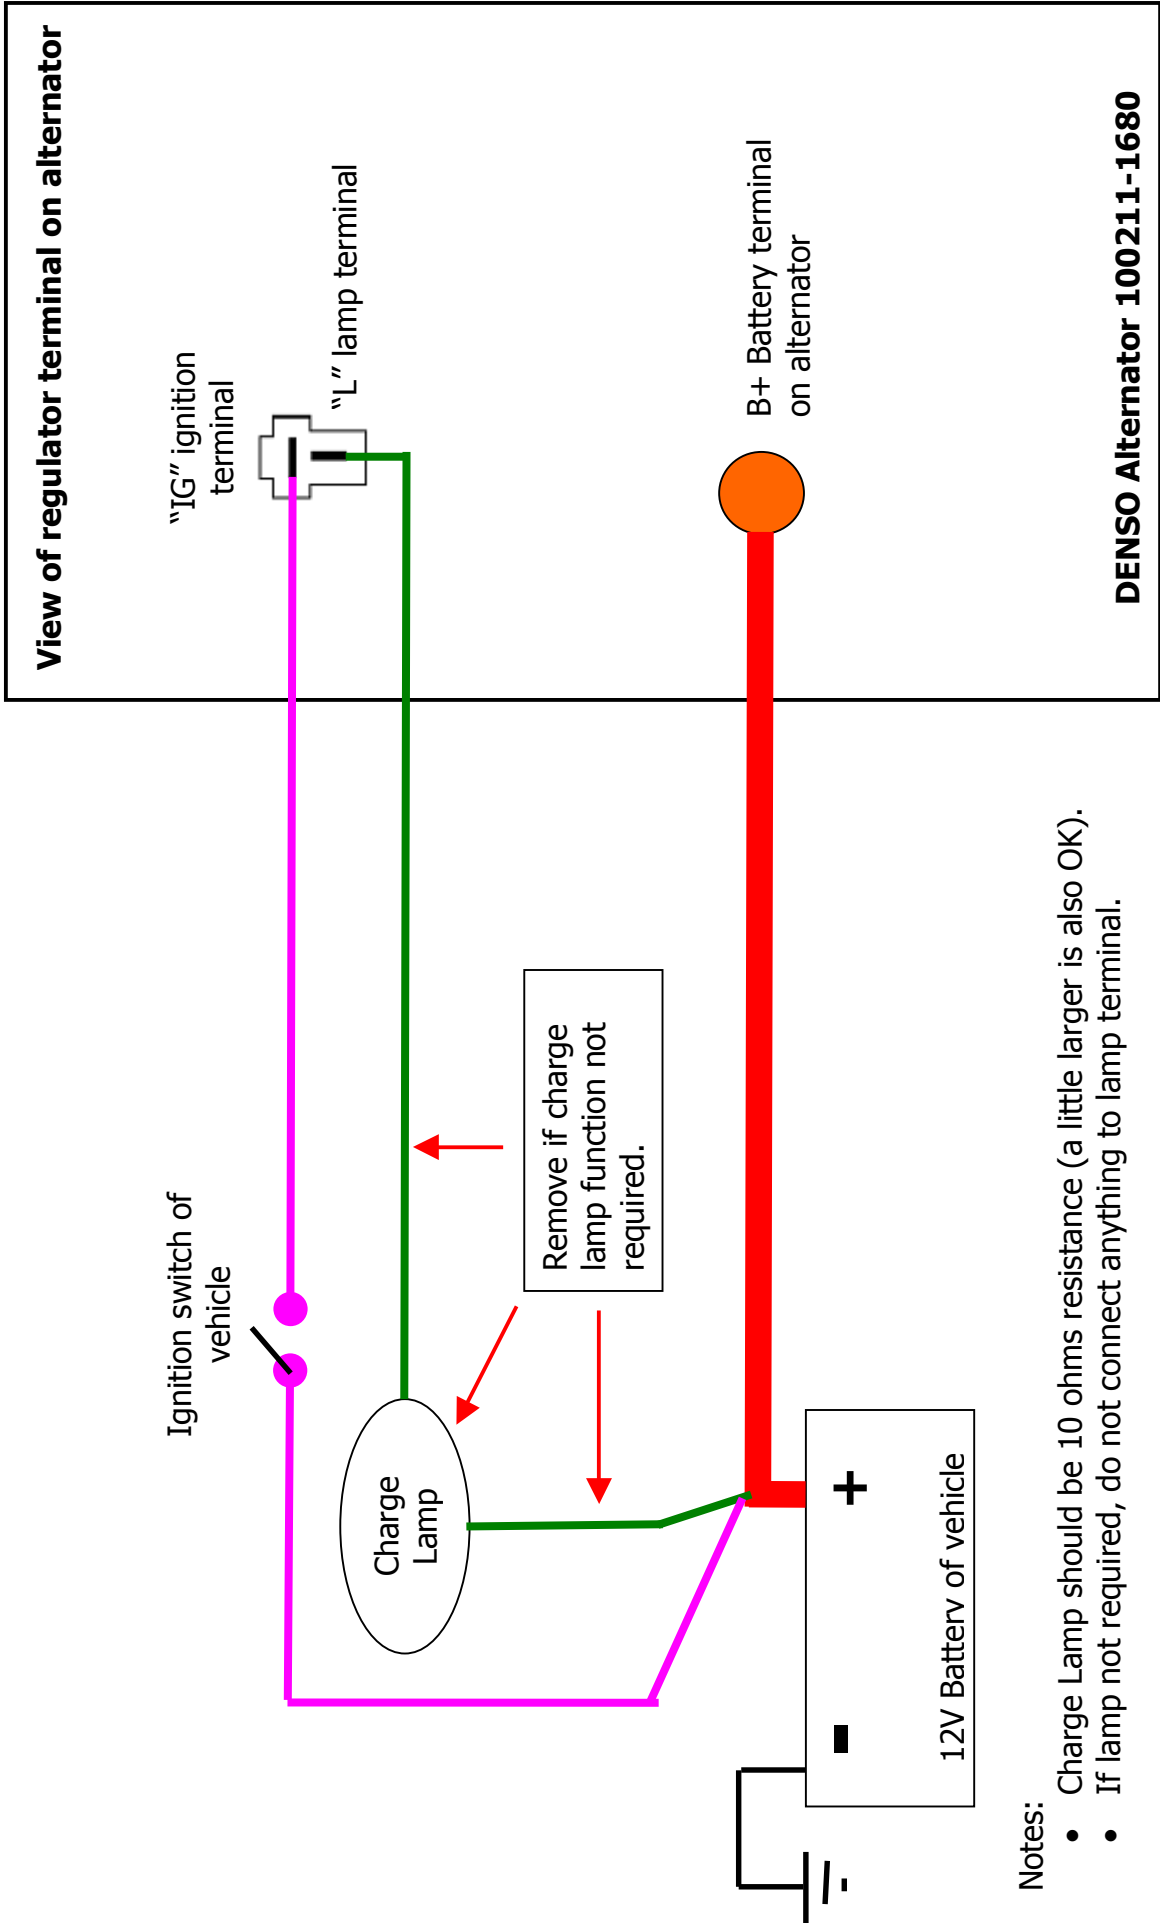 View of regulator terminal on alternator
“IG” ignition
terminal
“L” lamp terminal
B+ Battery terminal
on alternator
DENSO Alternator 100211-1680
Ignition switch of
vehicle
Remove if charge
lamp function not
required.
Charge
Lamp
+
-
12V Battery of vehicle
Notes:
• Charge Lamp should be 10 ohms resistance (a little larger is also OK).
• If lamp not required, do not connect anything to lamp terminal.